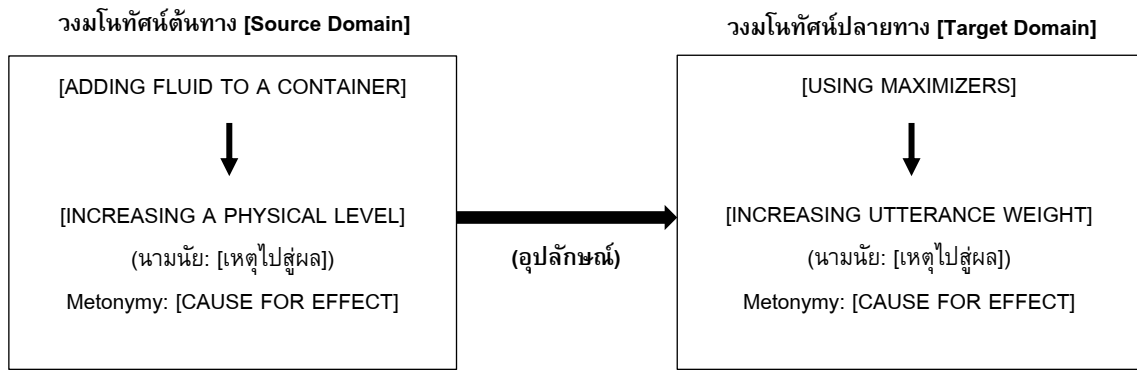 วงมโนทัศน์ต้นทาง [Source Domain]
[ADDING FLUID TO A CONTAINER]
[INCREASING A PHYSICAL LEVEL]
(นามนัย: [เหตุไปสู่ผล])
Metonymy: [CAUSE FOR EFFECT]
(อุปลักษณ์)
วงมโนทัศน์ปลายทาง [Target Domain]
[USING MAXIMIZERS]
[INCREASING UTTERANCE WEIGHT]
(นามนัย: [เหตุไปสู่ผล])
Metonymy: [CAUSE FOR EFFECT]